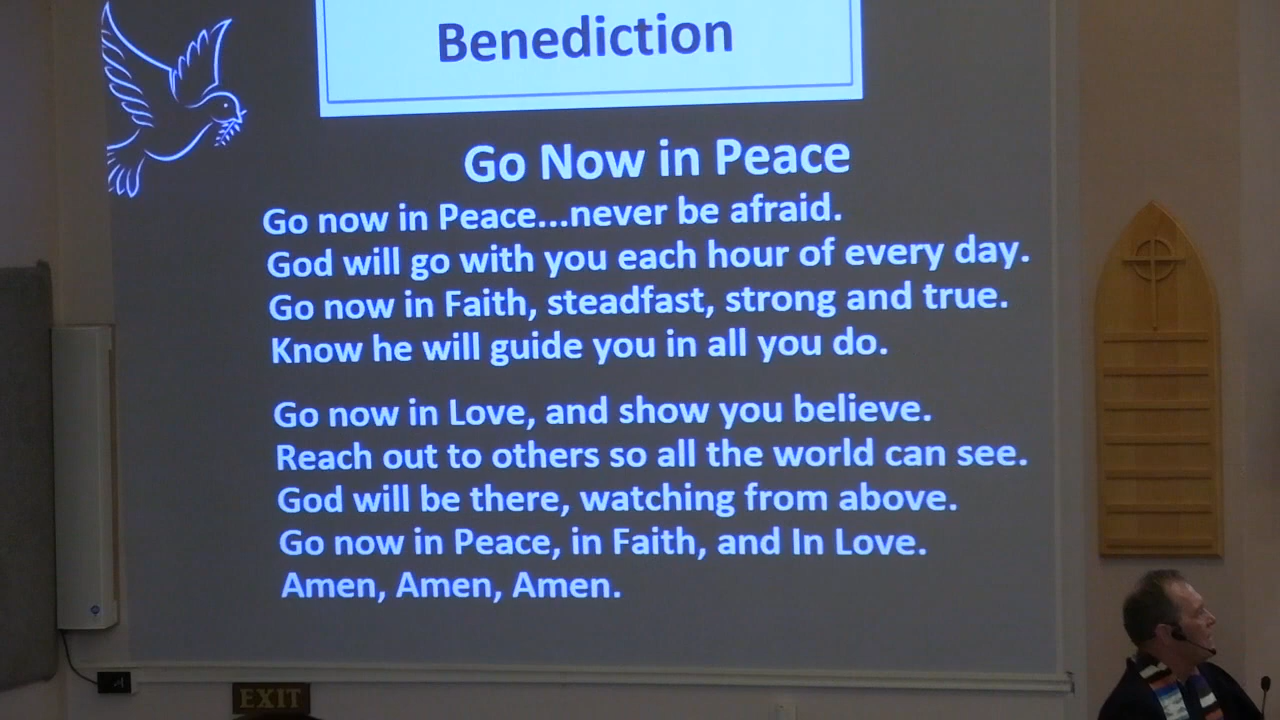 Benediction
Go Now in Peace
Go now in Peace...never be afraid.
God will go with you each hour of every day.
Go now in Faith, steadfast, strong and true.
Know he will guide you in all you do.
Go now in Love, and show you believe.
Reach out to others so all the world can see.
God will be there, watching from above.
Go now in Peace, in Faith, and In Love.
Amen, Amen, Amen.
EXIT